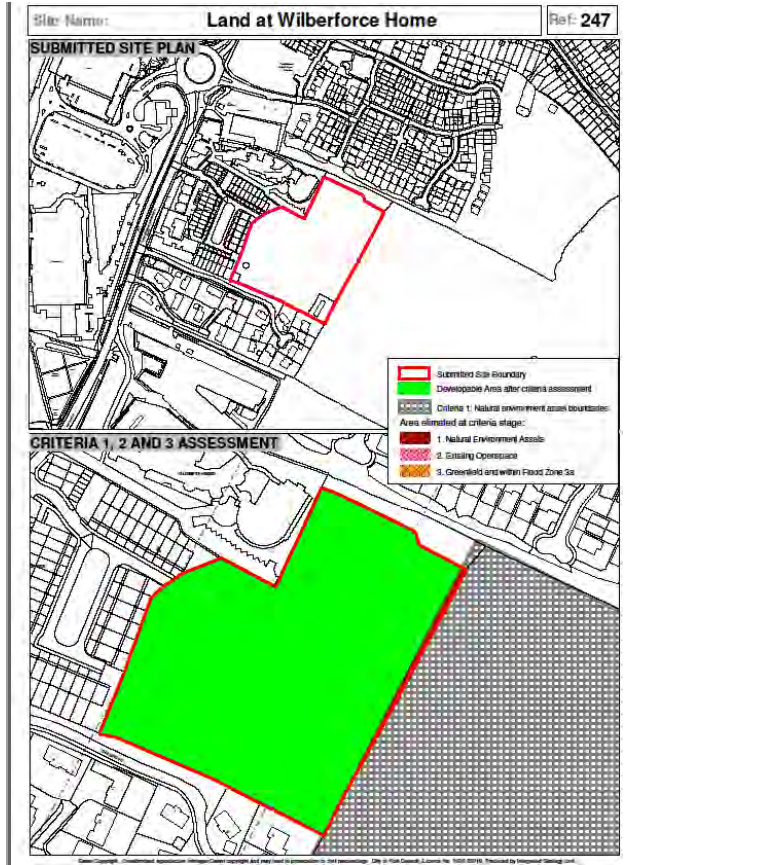 Site Name: Land at Wilberforce Home Ref: 247
SUBMITTED SITE PLAN
Submitted Site Boundary
Developable Area after criteria assessment
Criteria 1: Natural environment asset boundaries
Area elimated at criteria stage:
1. Natural Environment Assets
2. Existing Openspace
3. Greenfield and within Flood Zone 3a
CRITERIA 1, 2 AND 3 ASSESSMENT